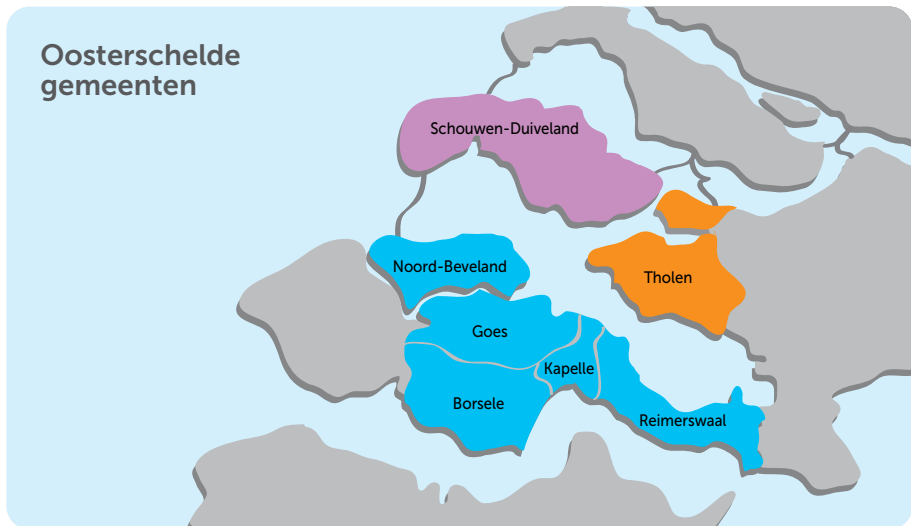 Oosterschelde
gemeenten
Schouwen-Duiveland
Noord-Beveland
Tholen
Goes
Kapelle
Borsele
Reimerswaal